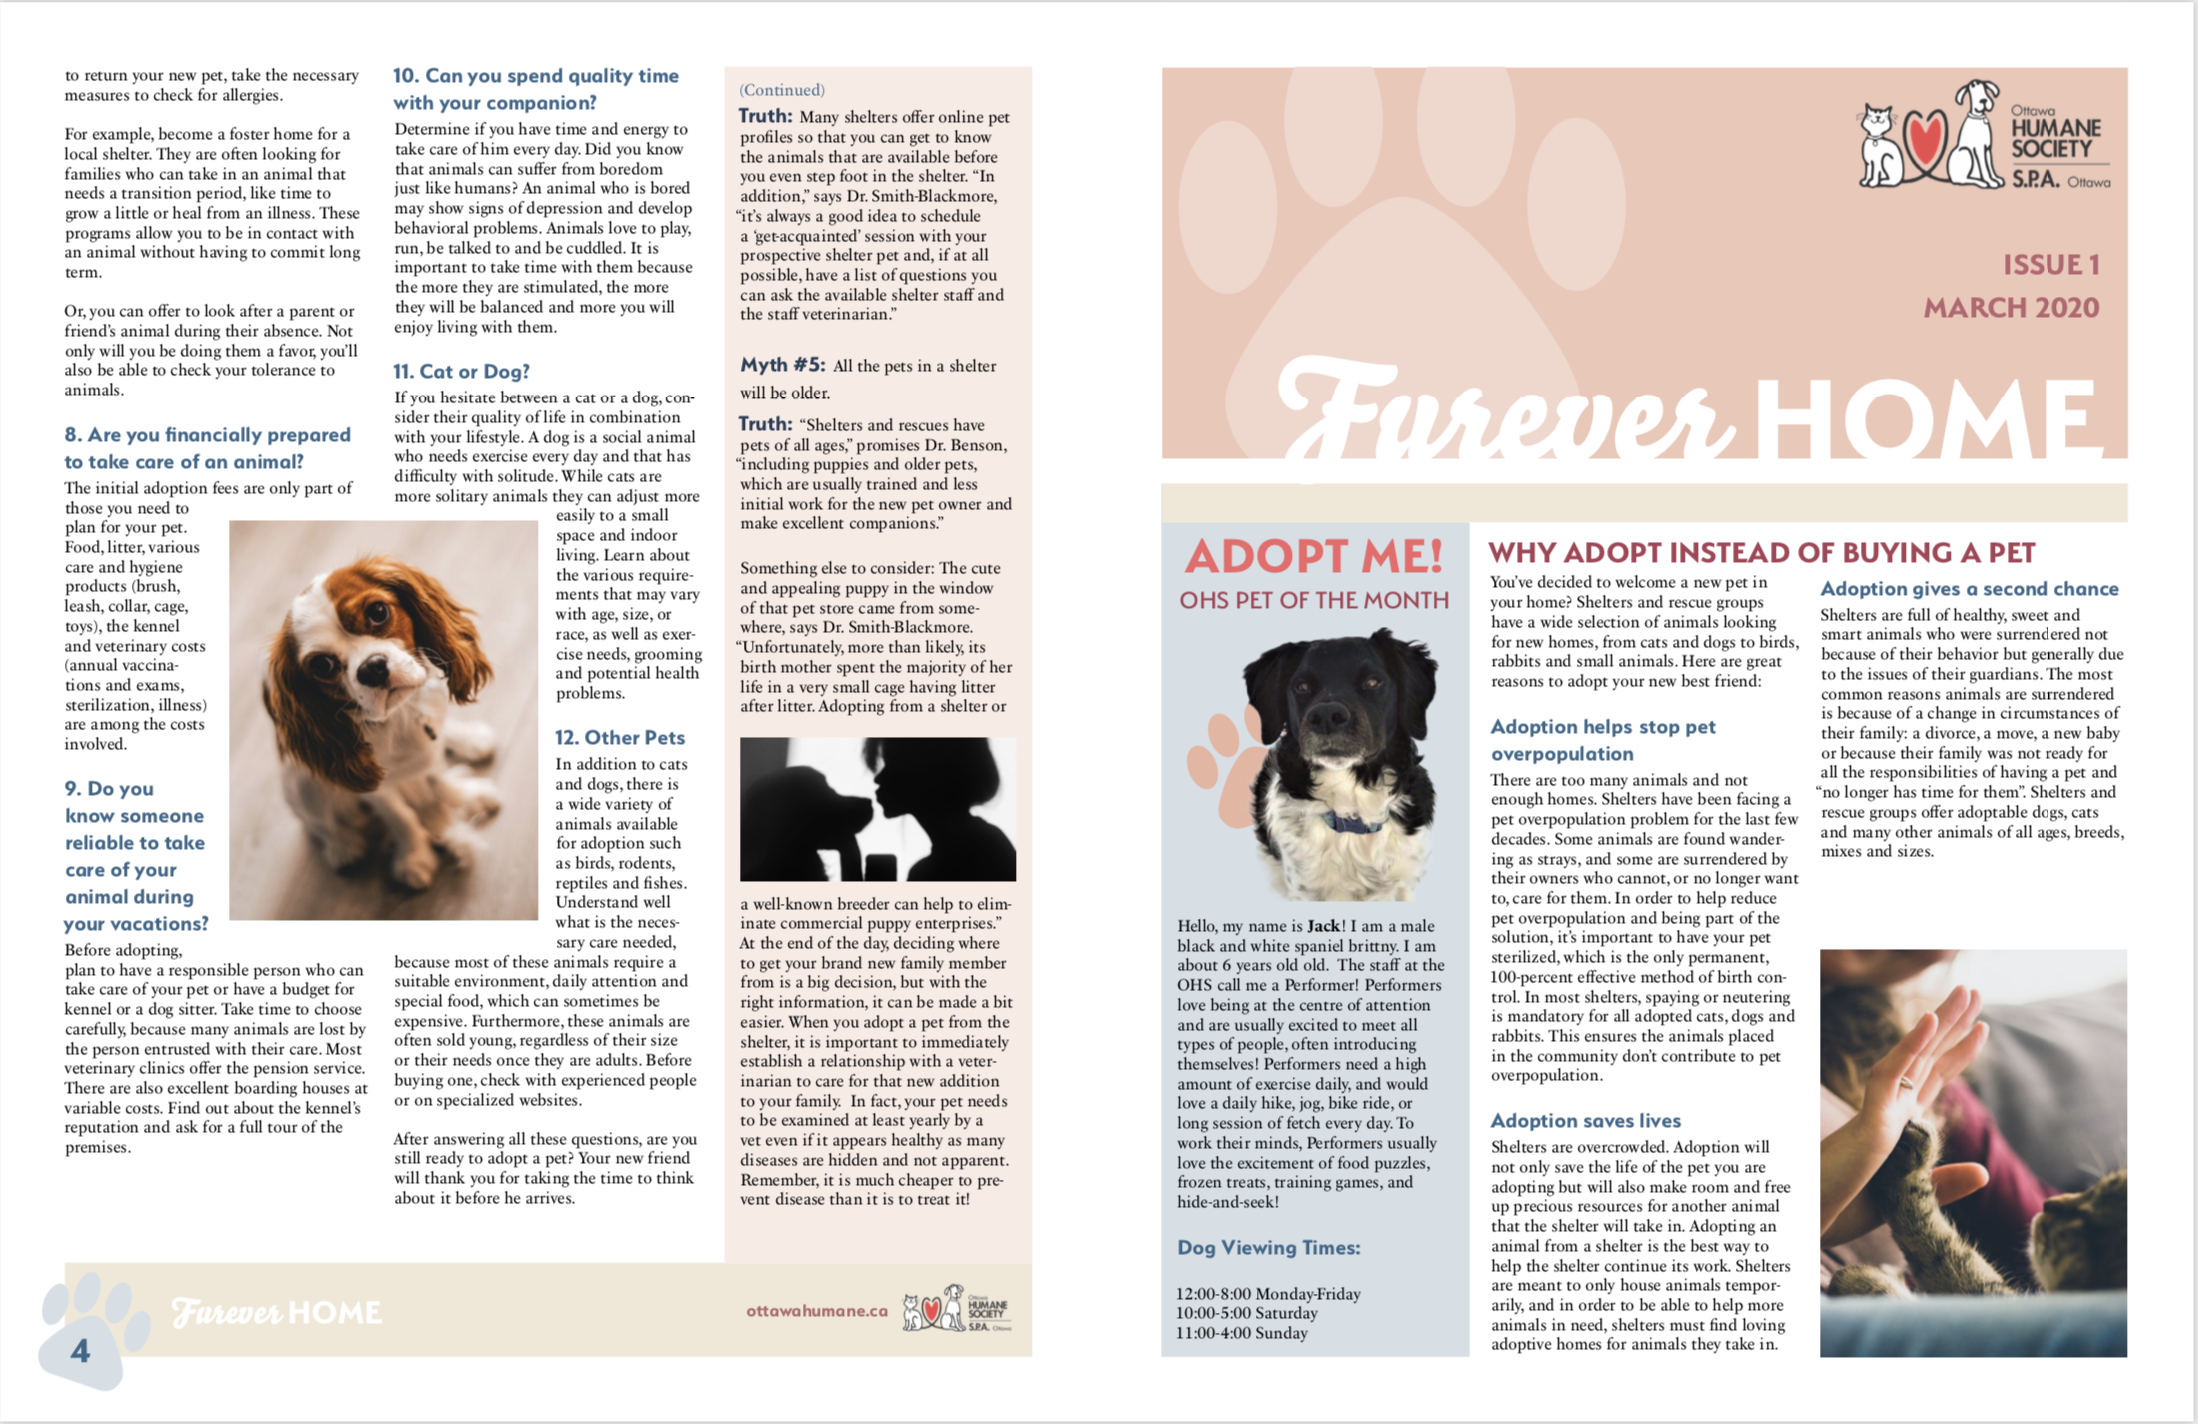 to return your new pet, take the necessary
measures to check for allergies.
For example, become a foster home for a
local shelter. They are often looking for
families who can take in an animal that
needs a transition period, like time to
grow a little or heal from an illness. These
programs allow you to be in contact with
an animal without having to commit long
term.
Or, you can offer to look after a parent or
friend's animal during their absence. Not
only will you be doing them a favor, you'll
also be able to check your tolerance to
animals.
8. Are you financially prepared
to take care of an animal?
The initial adoption fees are only part of
those you need to
plan for your pet.
Food, litter, various
care and hygiene
products (brush,
leash, collar, cage,
toys), the kennel
and veterinary costs
(annual vaccina-
tions and exams,
sterilization, illness)
are among the costs
involved.
9. Do you
know someone
reliable to take
care of your
animal during
your vacations?
Before adopting,
plan to have a responsible person who can
take care of your pet or have a budget for
kennel or a dog sitter. Take time to choose
carefully, because many animals are lost by
the person entrusted with their care. Most
veterinary clinics offer the pension service.
There are also excellent boarding houses at
variable costs. Find out about the kennel's
reputation and ask for a full tour of the
premises.
10. Can you spend quality time
with your companion?
Determine if you have time and energy to
take care of him every day. Did you know
that animals can suffer from boredom
just like humans? An animal who is bored
may show signs of depression and develop
behavioral problems. Animals love to play,
run, be talked to and be cuddled. It is
important to take time with them because
the more they are stimulated, the more
they will be balanced and more you will
enjoy living with them.
11. Cat or Dog?
If you hesitate between a cat or a dog, con-
sider their quality of life in combination
with your lifestyle. A dog is a social animal
who needs exercise every day and that has
difficulty with solitude. While cats are
more solitary animals they can adjust more
easily to a small
space and indoor
living. Learn about
the various require-
ments that may vary
with age, size, or
race, as well as exer-
cise needs, grooming
and potential health
problems.
12. Other Pets
In addition to cats
and dogs, there is
a wide variety of
animals available
for adoption such
as birds, rodents,
reptiles and fishes.
Understand well
what is the neces-
sary care needed,
because most of these animals require a
suitable environment, daily attention and
special food, which can sometimes be
expensive. Furthermore, these animals are
often sold young, regardless of their size
or their needs once they are adults. Before
buying one, check with experienced people
or on specialized websites.
After answering all these questions, are you
still ready to adopt a pet? Your new friend
will thank you for taking the time to think
about it before he arrives.
(Continued)
Truth: Many shelters offer online pet
profiles so that you can get to know
the animals that are available before
you even step foot in the shelter. “In
addition,” says Dr. Smith-Blackmore,
“it's always a good idea to schedule
a ‘get-acquainted’ session with your
prospective shelter pet and, if at all
possible, have a list of questions you
can ask the available shelter staff and
the staff veterinarian.”
Myth #5: All the pets in a shelter
will be older.
Truth: “Shelters and rescues have
pets of all ages,” promises Dr. Benson,
“including puppies and older pets,
which are usually trained and less
initial work for the new pet owner and
make excellent companions.”
Something else to consider: The cute
and appealing puppy in the window
of that pet store came from some-
where, says Dr. Smith-Blackmore.
“Unfortunately, more than likely, its
birth mother spent the majority of her
life in a very small cage having litter
after litter. Adopting from a shelter or
a well-known breeder can help to elim-
inate commercial puppy enterprises.”
At the end of the day, deciding where
to get your brand new family member
from is a big decision, but with the
right information, it can be made a bit
easier. When you adopt a pet from the
shelter, it is important to immediately
establish a relationship with a veter-
inarian to care for that new addition
to your family. In fact, your pet needs
to be examined at least yearly by a
vet even if it appears healthy as many
diseases are hidden and not apparent.
Remember, it is much cheaper to pre-
vent disease than it is to treat it!
4
Furever HOME
ottawahumane.ca
Ottawa
HUMANE
SOCIETY
S.P.A. Ottawa
Ottawa
HUMANE
SOCIETY
S.P.A. Ottawa
ISSUE 1
MARCH 2020
Furever HOME
ADOPT ME!
OHS PET OF THE MONTH
Hello, my name is Jack! I am a male
black and white spaniel brittny. I am
about 6 years old old. The staff at the
OHS call me a Performer! Performers
love being at the centre of attention
and are usually excited to meet all
types of people, often introducing
themselves! Performers need a high
amount of exercise daily, and would
love a daily hike, jog, bike ride, or
long session of fetch every day. To
work their minds, Performers usually
love the excitement of food puzzles,
frozen treats, training games, and
hide-and-seek!
Dog Viewing Times:
12:00-8:00 Monday-Friday
10:00-5:00 Saturday
11:00-4:00 Sunday
WHY ADOPT INSTEAD OF BUYING A PET
You've decided to welcome a new pet in
your home? Shelters and rescue groups
have a wide selection of animals looking
for new homes, from cats and dogs to birds,
rabbits and small animals. Here are great
reasons to adopt your new best friend:
Adoption helps stop pet
overpopulation
There are too many animals and not
enough homes. Shelters have been facing a
pet overpopulation problem for the last few
decades. Some animals are found wander-
ing as strays, and some are surrendered by
their owners who cannot, or no longer want
to, care for them. In order to help reduce
pet overpopulation and being part of the
solution, it's important to have your pet
sterilized, which is the only permanent,
100-percent effective method of birth con-
trol. In most shelters, spaying or neutering
is mandatory for all adopted cats, dogs and
rabbits. This ensures the animals placed
in the community don't contribute to pet
overpopulation.
Adoption saves lives
Shelters are overcrowded. Adoption will
not only save the life of the pet you are
adopting but will also make room and free
up precious resources for another animal
that the shelter will take in. Adopting an
animal from a shelter is the best way to
help the shelter continue its work. Shelters
are meant to only house animals tempor-
arily, and in order to be able to help more
animals in need, shelters must find loving
adoptive homes for animals they take in.
Adoption gives a second chance
Shelters are full of healthy, sweet and
smart animals who were surrendered not
because of their behavior but generally due
to the issues of their guardians. The most
common reasons animals are surrendered
is because of a change in circumstances of
their family: a divorce, a move, a new baby
or because their family was not ready for
all the responsibilities of having a pet and
“no longer has time for them”. Shelters and
rescue groups offer adoptable dogs, cats
and many other animals of all ages, breeds,
mixes and sizes.